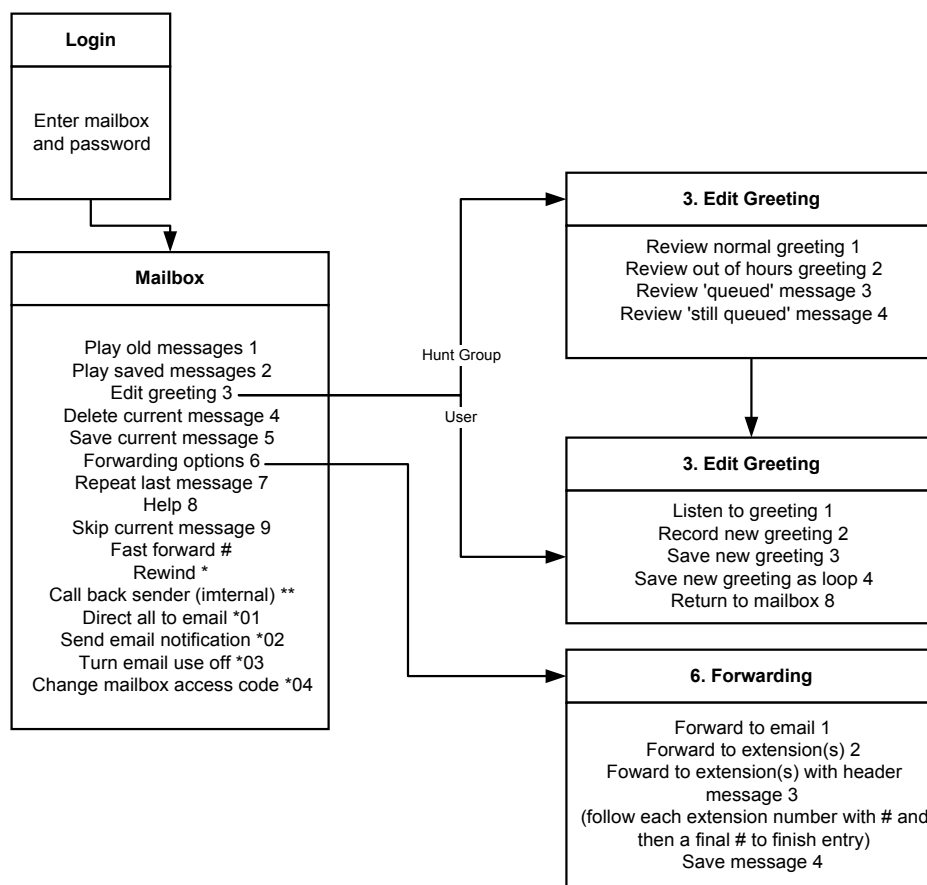 Login
Enter mailbox
and password
Mailbox
Play old messages 1
Play saved messages 2
Edit greeting 3
Delete current message 4
Save current message 5
Forwarding options 6
Repeat last message 7
Help 8
Skip current message 9
Fast forward #
Rewind *
Call back sender (imternal) **
Direct all to email *01
Send email notification *02
Turn email use off *03
Change mailbox access code *04
Hunt Group
User
3. Edit Greeting
Review normal greeting 1
Review out of hours greeting 2
Review 'queued' message 3
Review 'still queued' message 4
3. Edit Greeting
Listen to greeting 1
Record new greeting 2
Save new greeting 3
Save new greeting as loop 4
Return to mailbox 8
6. Forwarding
Forward to email 1
Forward to extension(s) 2
Foward to extension(s) with header
message 3
(follow each extension number with # and
then a final # to finish entry)
Save message 4